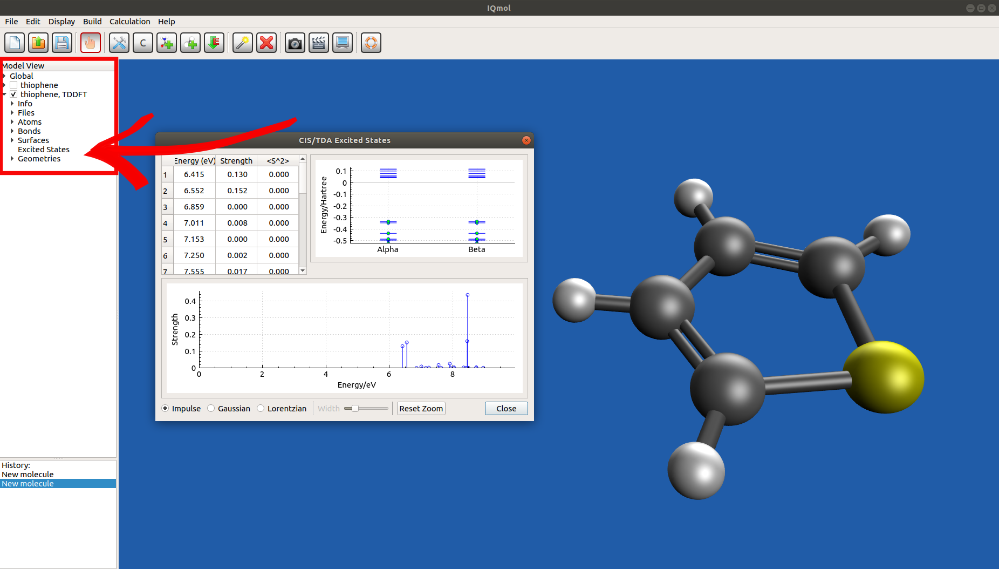 IQmol
File Edit Display Build Calculation Help
C
E
Model View
Global
thiophene
thiophene, TDDFT
Info
Files
Atoms
Bonds
Surfaces
Excited States
Geometries
CIS/TDA Excited States
Energy (eV) Strength <S^2>
1 6.415 0.130 0.000
2 6.552 0.152 0.000
3 6.859 0.000 0.000
4 7.011 0.008 0.000
5 7.153 0.000 0.000
6 7.250 0.002 0.000
7 7.555 0.017 0.000
Energy/Hartree
0.1
0
-0.1
-0.2
-0.3
-0.4
-0.5
Alpha Beta
Strength
0.4
0.3
0.2
0.1
0
0 2 4 6 8
Energy/eV
Impulse Gaussian Lorentzian Width Reset Zoom Close
History:
New molecule
New molecule